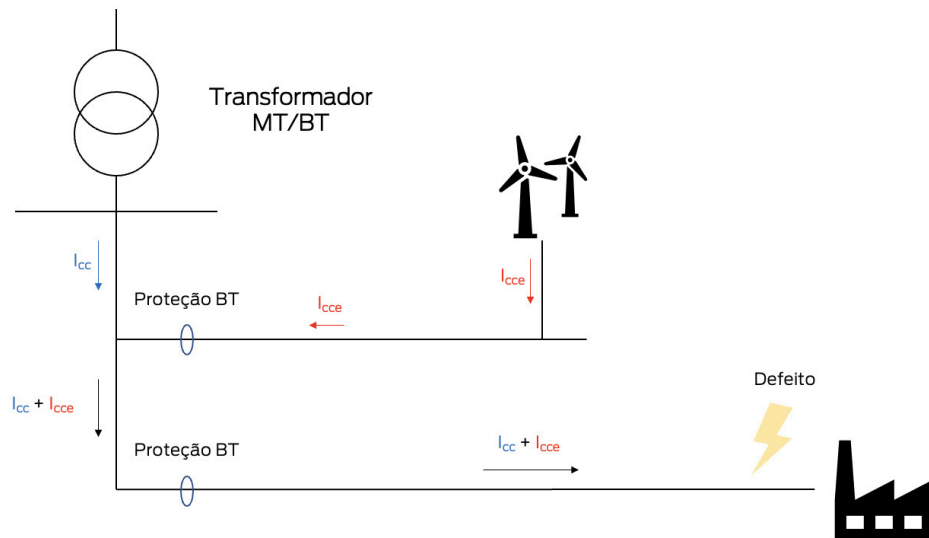 Transformador
MT/BT
Icc
Icce
Proteção BT
Icce
Defeito
Icc + Icce
Proteção BT
Icc + Icce